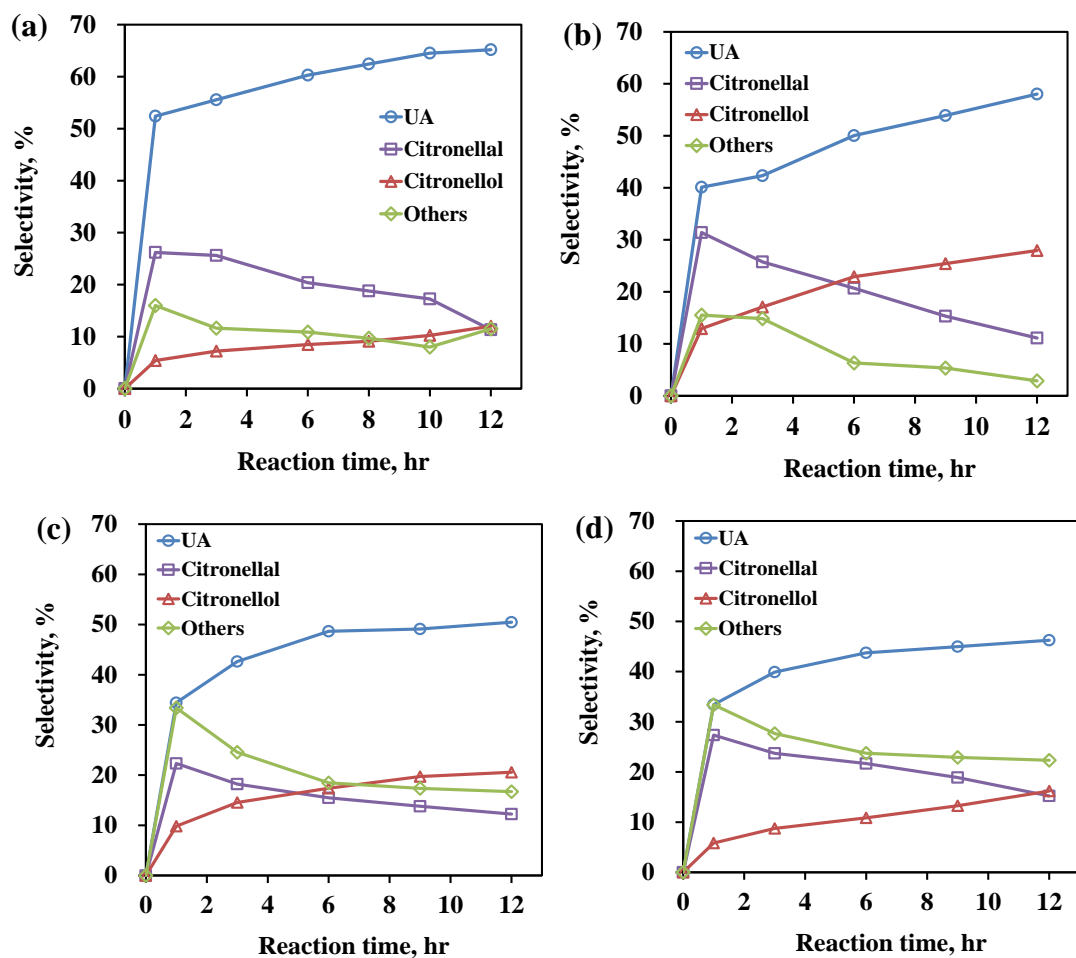 (a)
Selectivity, %
70
60
50
40
30
20
10
0
UA
Citronellal
Citronellol
Others
0 2 4 6 8 10 12
Reaction time, hr
(b)
Selectivity, %
70
60
50
40
30
20
10
0
UA
Citronellal
Citronellol
Others
0 2 4 6 8 10 12
Reaction time, hr
(c)
Selectivity, %
70
60
50
40
30
20
10
0
UA
Citronellal
Citronellol
Others
0 2 4 6 8 10 12
Reaction time, hr
(d)
Selectivity, %
70
60
50
40
30
20
10
0
UA
Citronellal
Citronellol
Others
0 2 4 6 8 10 12
Reaction time, hr